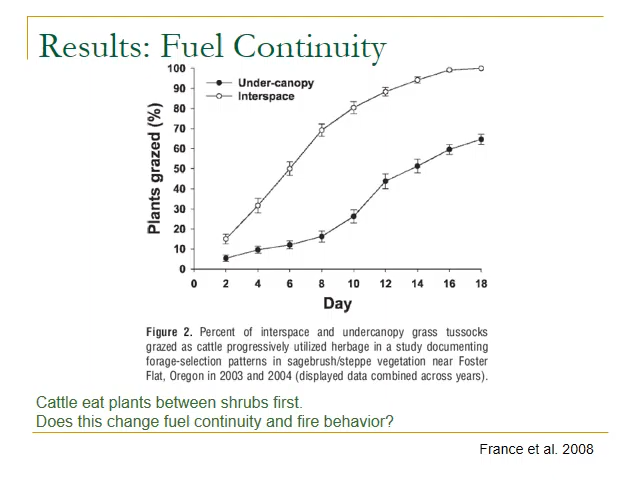 Results: Fuel Continuity
100
90
80
70
60
50
40
30
20
10
0
Plants grazed (%)
Under-canopy
Interspace
0 2 4 6 8 10 12 14 16 18
Day
Figure 2. Percent of interspace and undercanopy grass tussocks
grazed as cattle progressively utilized herbage in a study documenting
forage-selection patterns in sagebrush/steppe vegetation near Foster
Flat, Oregon in 2003 and 2004 (displayed data combined across years).
Cattle eat plants between shrubs first.
Does this change fuel continuity and fire behavior?
France et al. 2008